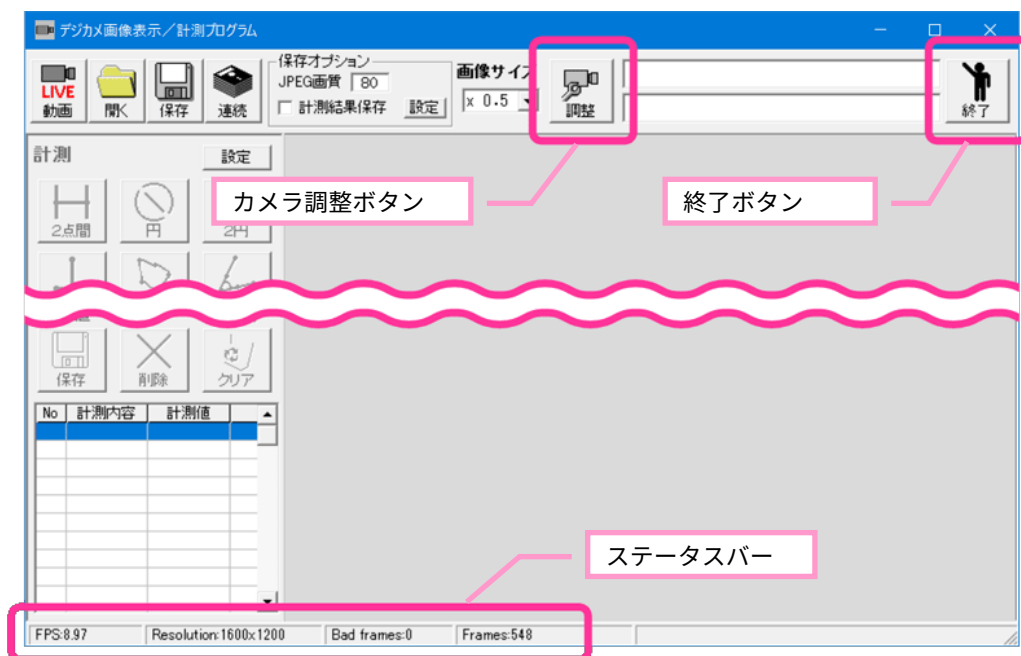 デジカメ画像表示／計測プログラム
LIVE
動画
開く
保存
連続
保存オプション
JPEG画質 80
計測結果保存 設定
画像サイズ
x 0.5
調整
終了
計測
設定
カメラ調整ボタン
終了ボタン
2点間
円
2円
保存
削除
クリア
No 計測内容 計測値
ステータスバー
FPS:8.97 Resolution:1600x1200 Bad frames:0 Frames:548